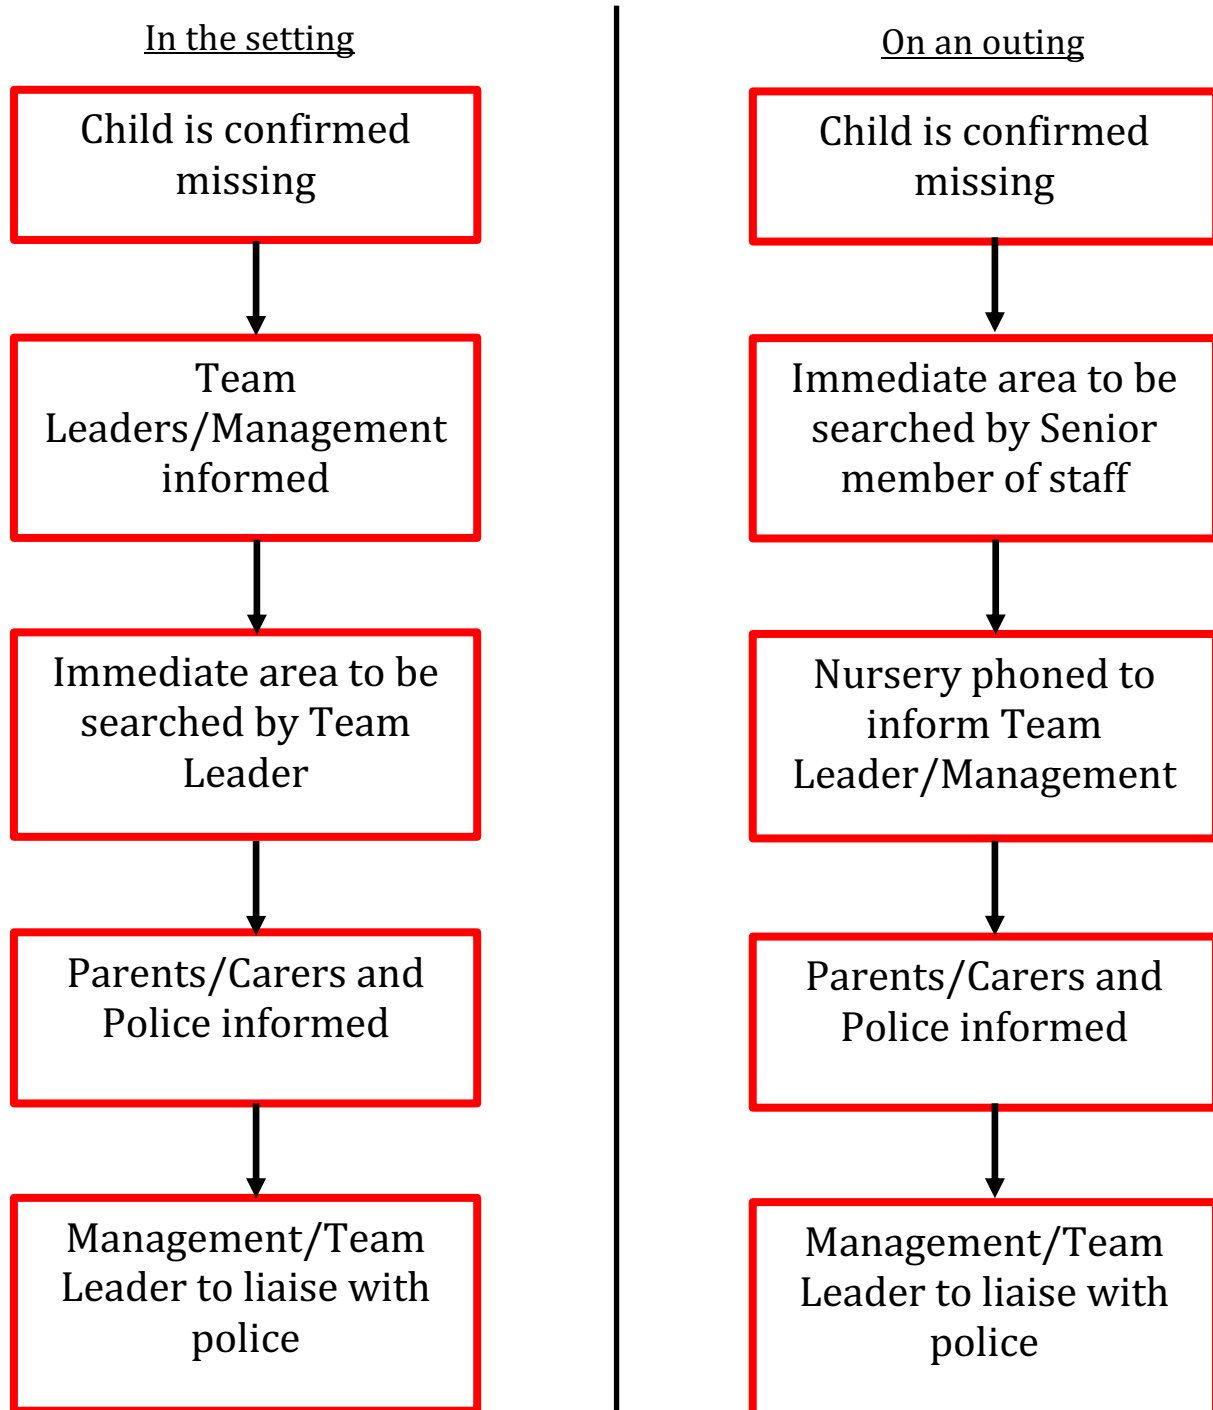 In the setting
Child is confirmed
missing
Team
Leaders/Management
informed
Immediate area to be
searched by Team
Leader
Parents/Carers and
Police informed
Management/Team
Leader to liaise with
police
On an outing
Child is confirmed
missing
Immediate area to be
searched by Senior
member of staff
Nursery phoned to
inform Team
Leader/Management
Parents/Carers and
Police informed
Management/Team
Leader to liaise with
police